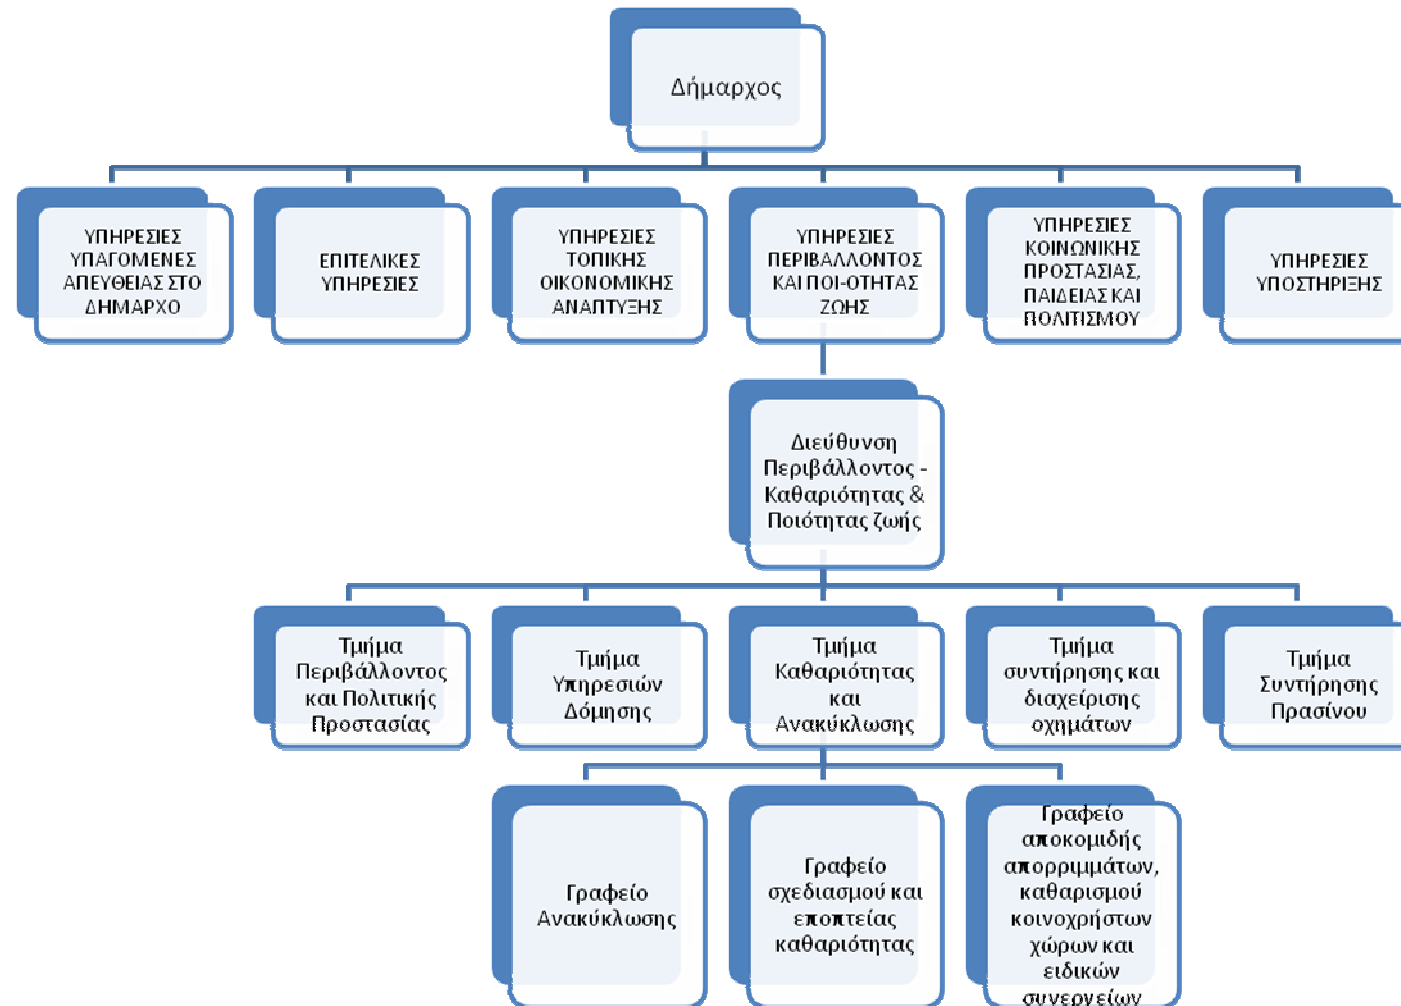 Δήμαρχος
ΥΠΗΡΕΣΙΕΣ
ΥΠΑΓΟΜΕΝΕΣ
ΑΠΕΥΘΕΙΑΣ ΣΤΟ
ΔΗΜΑΡΧΟ
ΕΠΙΤΕΛΙΚΕΣ
ΥΠΗΡΕΣΙΕΣ
ΥΠΗΡΕΣΙΕΣ
ΤΟΠΙΚΗΣ
ΟΙΚΟΝΟΜΙΚΗΣ
ΑΝΑΠΤΥΞΗΣ
ΥΠΗΡΕΣΙΕΣ
ΠΕΡΙΒΑΛΛΟΝΤΟΣ
ΚΑΙ ΠΟΙ-ΟΤΗΤΑΣ
ΖΩΗΣ
ΥΠΗΡΕΣΙΕΣ
ΚΟΙΝΩΝΙΚΗΣ
ΠΡΟΣΤΑΣΙΑΣ,
ΠΑΙΔΕΙΑΣ ΚΑΙ
ΠΟΛΙΤΙΣΜΟΥ
ΥΠΗΡΕΣΙΕΣ
ΥΠΟΣΤΗΡΙΞΗΣ
Διεύθυνση
Περιβάλλοντος -
Καθαριότητας &
Ποιότητας ζωής
Τμήμα
Περιβάλλοντος
και Πολιτικής
Προστασίας
Τμήμα
Υπηρεσιών
Δόμησης
Τμήμα
Καθαριότητας
και
Ανακύκλωσης
Τμήμα
συντήρησης και
διαχείρισης
οχημάτων
Τμήμα
Συντήρησης
Πρασίνου
Γραφείο
Ανακύκλωσης
Γραφείο
σχεδιασμού και
εποπτείας
καθαριότητας
Γραφείο
αποκομιδής
απορριμμάτων,
καθαρισμού
κοινοχρήστων
χώρων και
ειδικών
συνεργείων